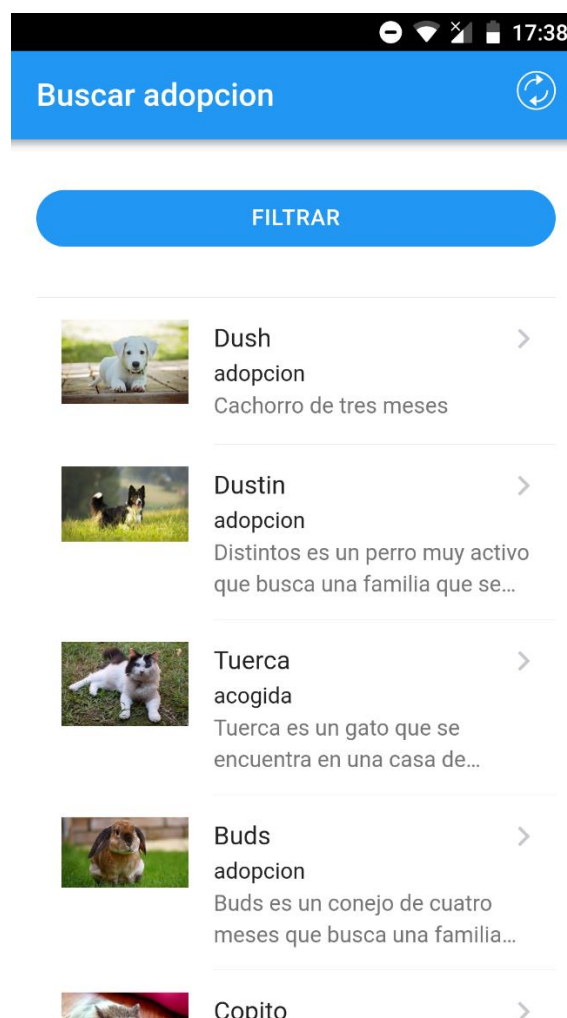 17:38
Buscar adopcion
FILTRAR
Dush
adopcion
Cachorro de tres meses
Dustin
adopcion
Distintos es un perro muy activo
que busca una familia que se...
Tuerca
acogida
Tuerca es un gato que se
encuentra en una casa de...
Buds
adopcion
Buds es un conejo de cuatro
meses que busca una familia...
Copito